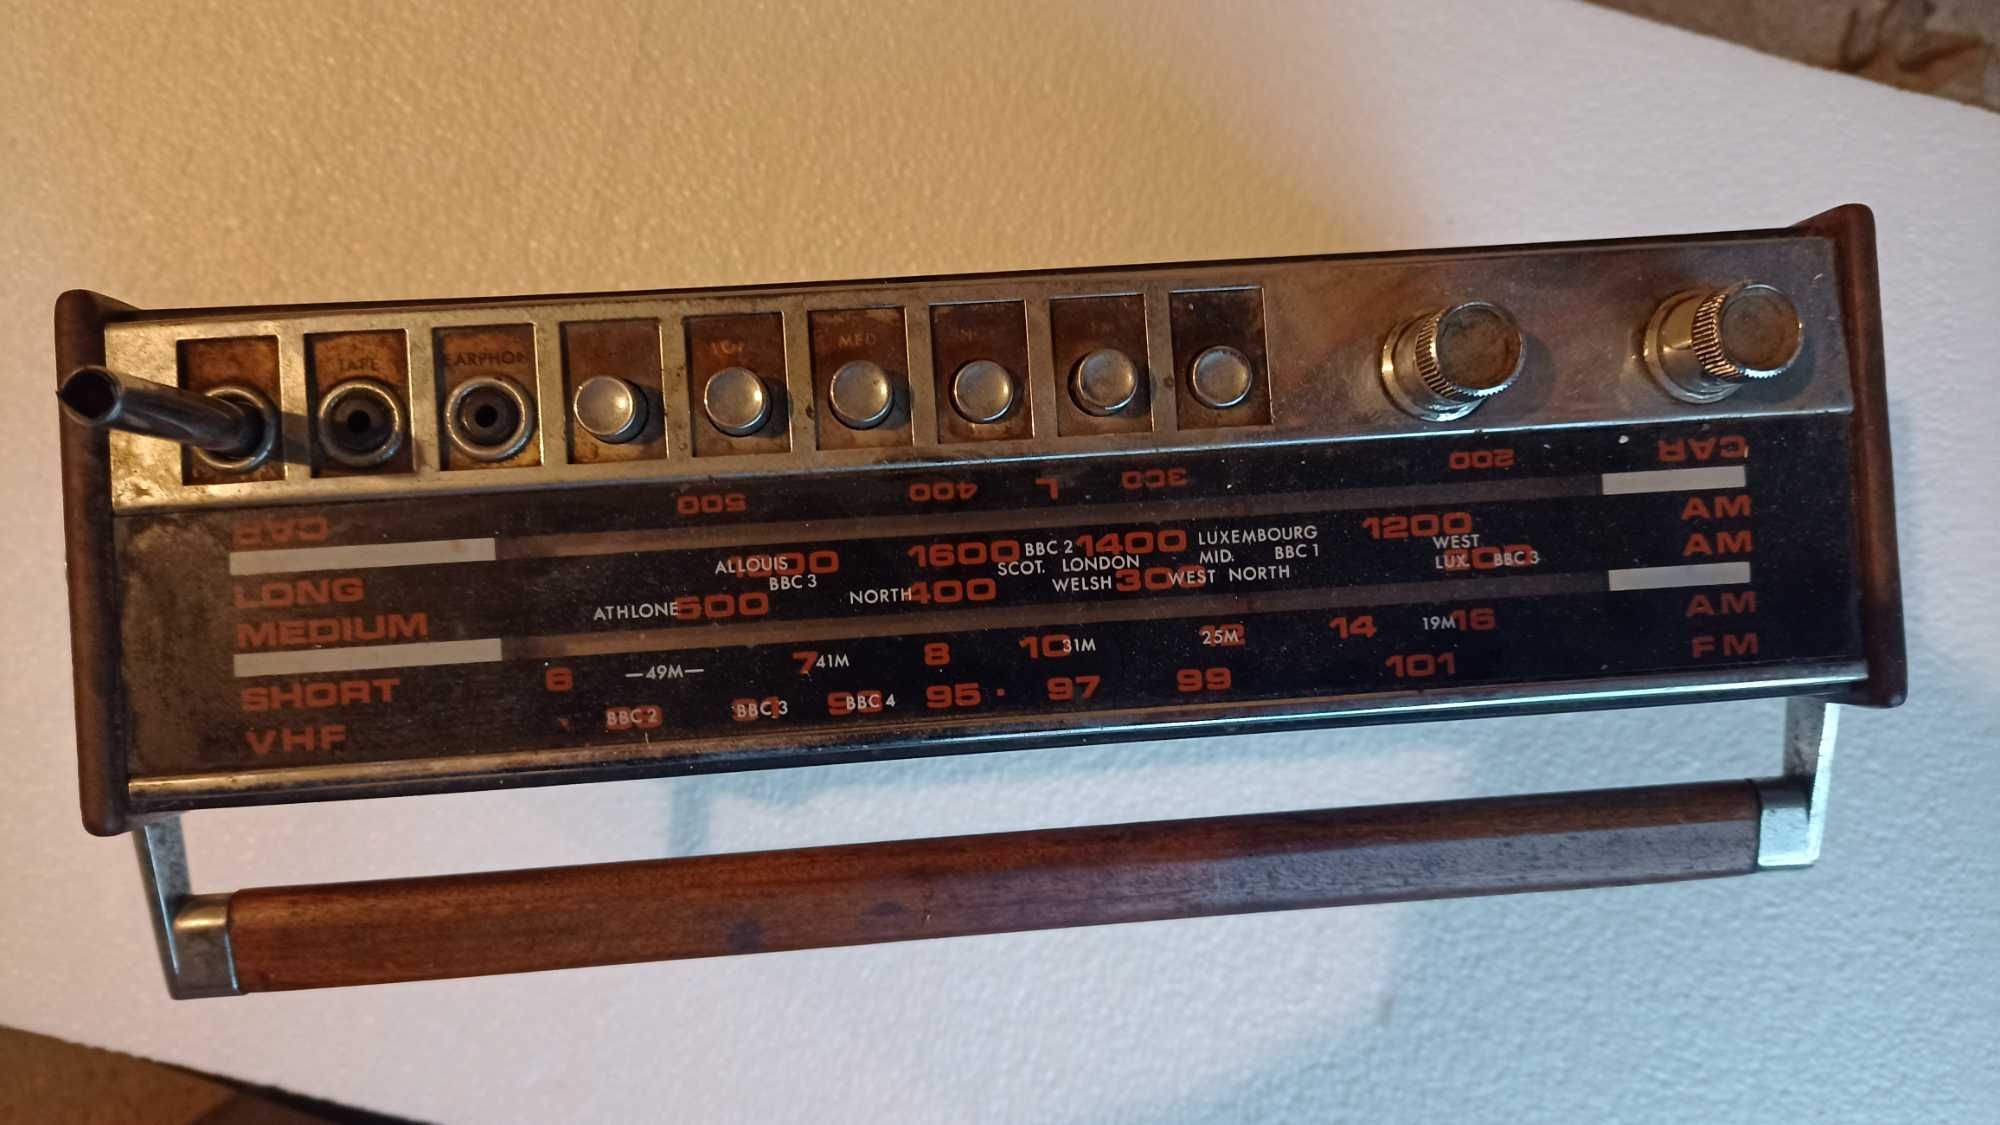 TAPE
MED
CAR 500 400 L 300 200 CAR
AM
LONG ALLOUIS 1600 BBC 2 1400 LUXEMBOURG 1200 AM
BBC 3 SCOT. LONDON MID. BBC 1 WEST
LUX. BBC 3
MEDIUM ATHLONE 500 NORTH 400 WELSH 300 WEST NORTH
SHORT 6 —49M— 7 41M 8 10 31M 12 25M 14 19M 16 AM
VHF BBC 2 BBC 3 BBC 4 95 · 97 99 101 FM